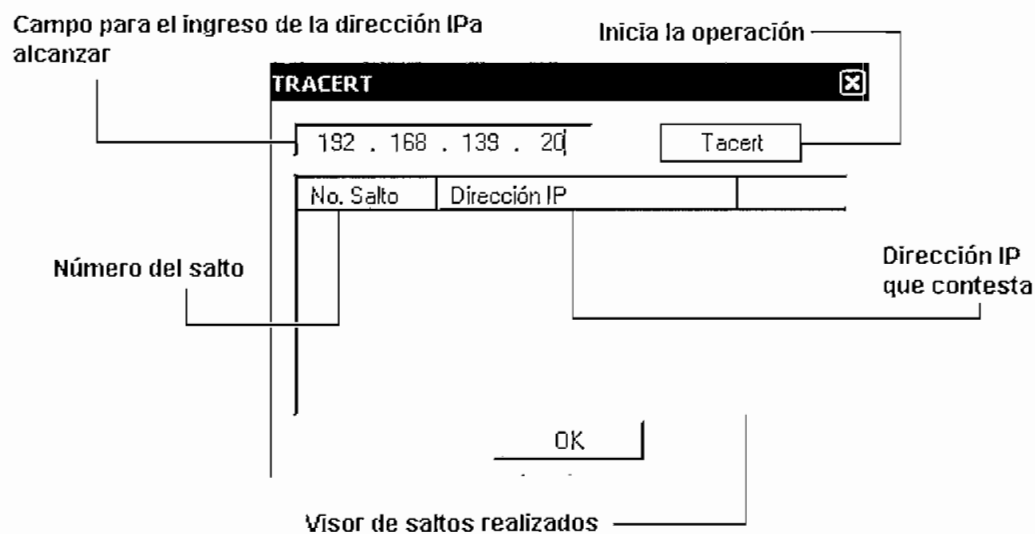 Campo para el ingreso de la dirección IPa
alcanzar
Inicia la operación
TRACERT
192 . 168 . 139 . 20
Tacert
No. Salto
Dirección IP
Número del salto
Dirección IP
que contesta
OK
Visor de saltos realizados